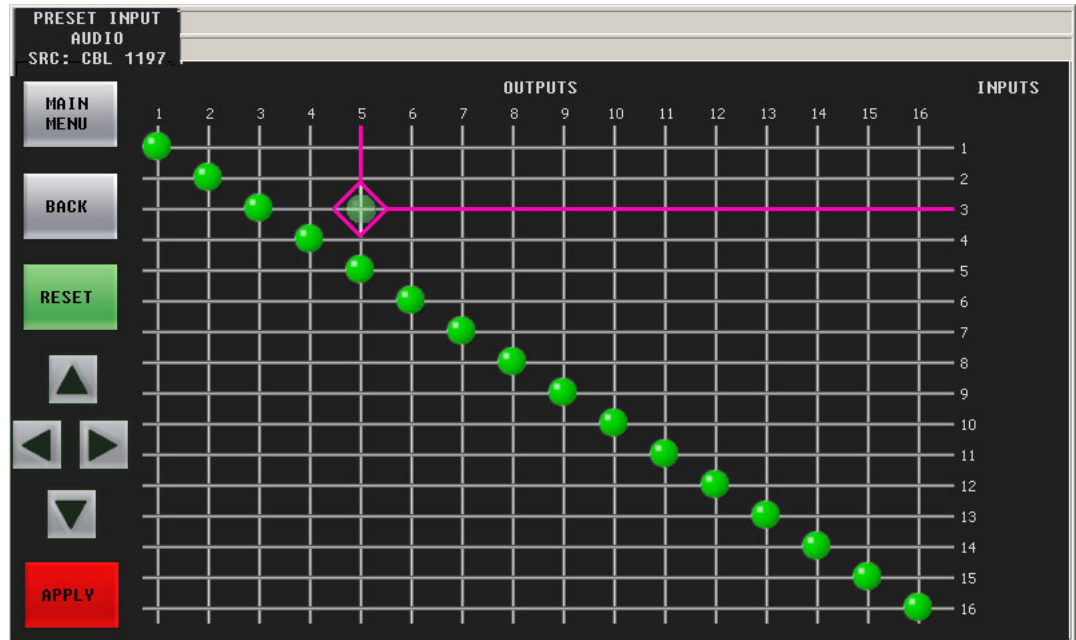 PRESET INPUT
AUDIO
SRC: CBL 1197
OUTPUTS INPUTS
MAIN
MENU
1 2 3 4 5 6 7 8 9 10 11 12 13 14 15 16
1
2
BACK
3
4
5
RESET
6
7
8
9
10
11
12
13
14
15
APPLY
16